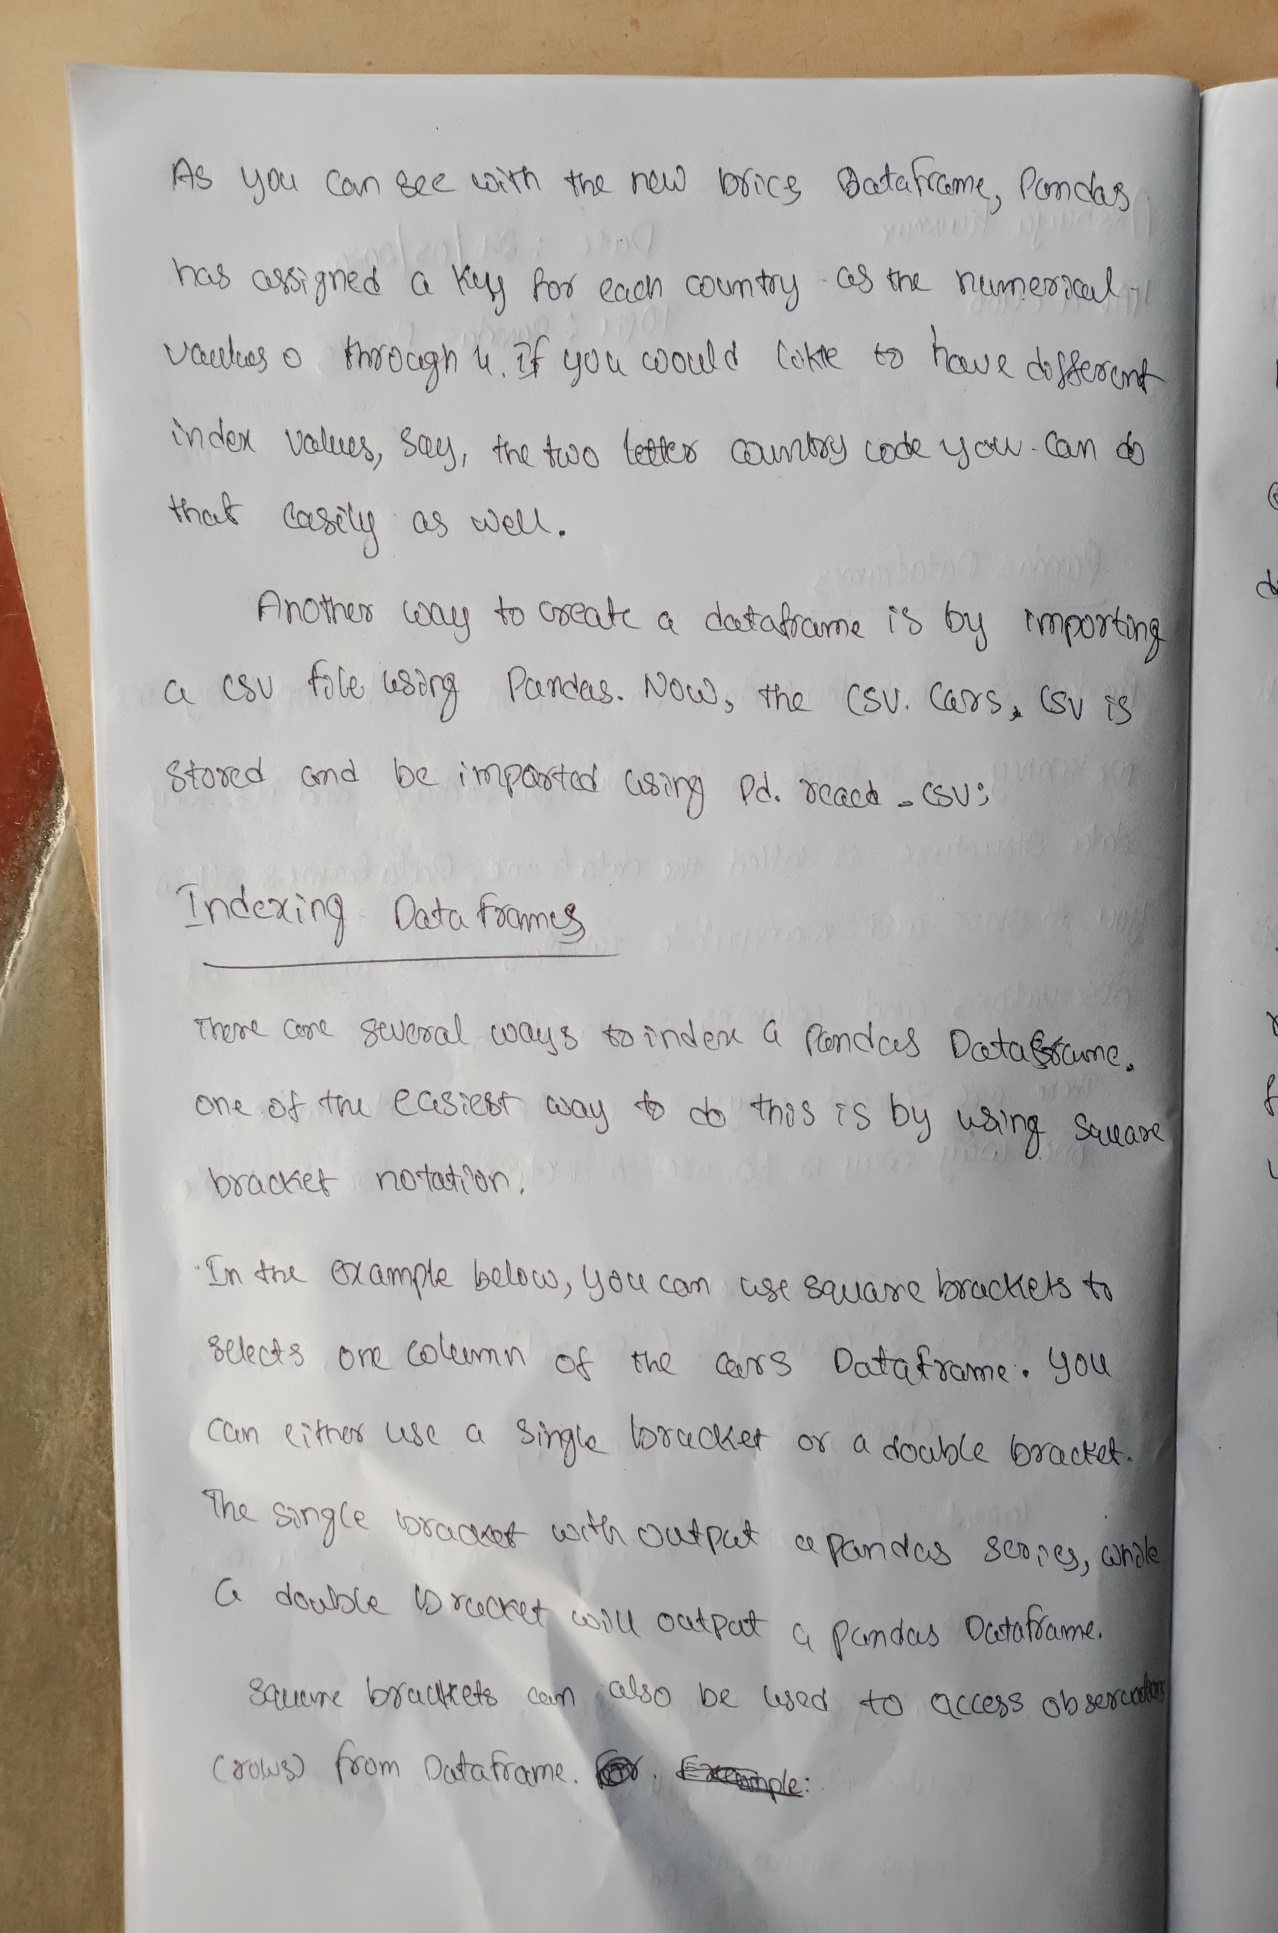 As you can see with the new brics Dataframe, Pandas
has assigned a key for each country as the numerical
values 0 through 4. if you would like to have different
index values, say, the two letter country code you can do
that easily as well.
Another way to create a dataframe is by importing
a csv file using Pandas. Now, the CSV. Cars, CSV is
stored and be imported using Pd. read - CSV:
Indexing Dataframes
There are several ways to index a Pandas Dataframe.
one of the easiest way to do this is by using square
bracket notation.
In the example below, you can use square brackets to
selects one column of the cars Dataframe. you
can either use a single bracket or a double bracket.
The single bracket with output a pandas series, while
a double bracket will output a pandas Dataframe.
square brackets can also be used to access observations
(rows) from Dataframe. For Example: